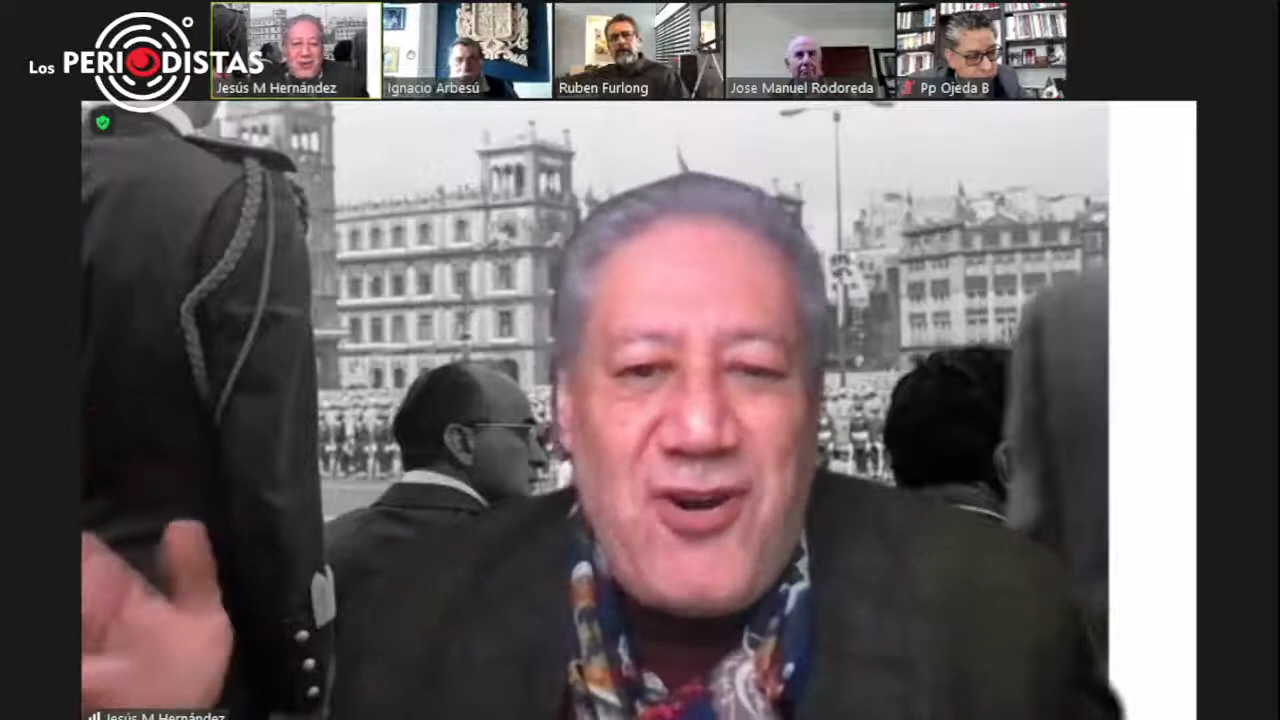 Los PERIODISTAS
Jesús M Hernández
Ignacio Arbesú
Ruben Furlong
Jose Manuel Rodoreda
Pp Ojeda B
Jesús M Hernández